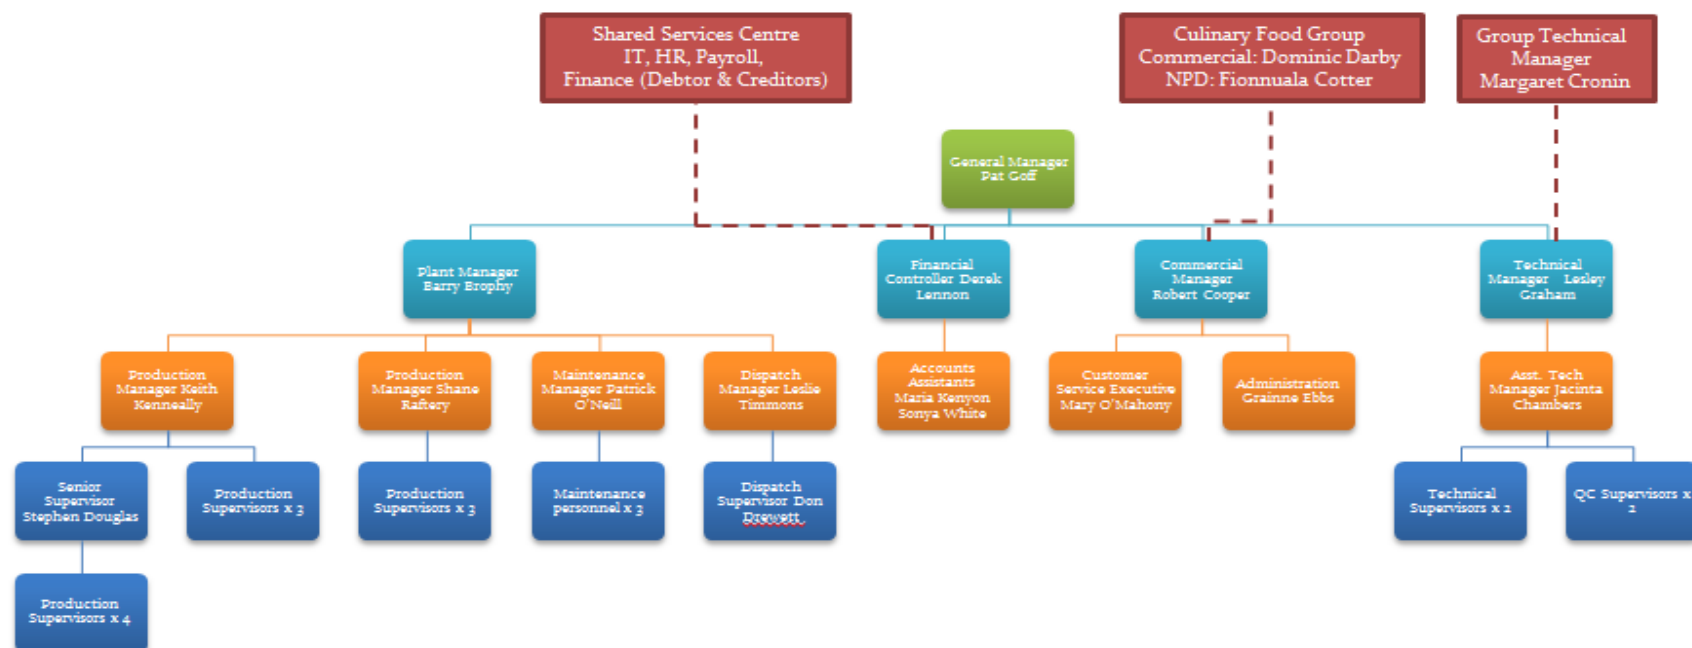 Shared Services Centre
IT, HR, Payroll,
Finance (Debtor & Creditors)
Culinary Food Group
Commercial: Dominic Darby
NPD: Fionnuala Cotter
Group Technical
Manager
Margaret Cronin
General Manager
Pat Goff
Plant Manager
Barry Brophy
Financial
Controller Derek
Lennon
Commercial
Manager
Robert Cooper
Technical
Manager Lesley
Graham
Production
Manager Keith
Kenneally
Production
Manager Shane
Raftery
Maintenance
Manager Patrick
O'Neill
Dispatch
Manager Leslie
Timmons
Accounts
Assistants
Maria Kenyon
Sonya White
Customer
Service Executive
Mary O'Mahony
Administration
Grainne Ebbs
Asst. Tech
Manager Jacinta
Chambers
Senior
Supervisor
Stephen Douglas
Production
Supervisors x 3
Production
Supervisors x 3
Maintenance
personnel x 3
Dispatch
Supervisor Don
Drewett
Technical
Supervisors x 2
QC Supervisors x
2
Production
Supervisors x 4